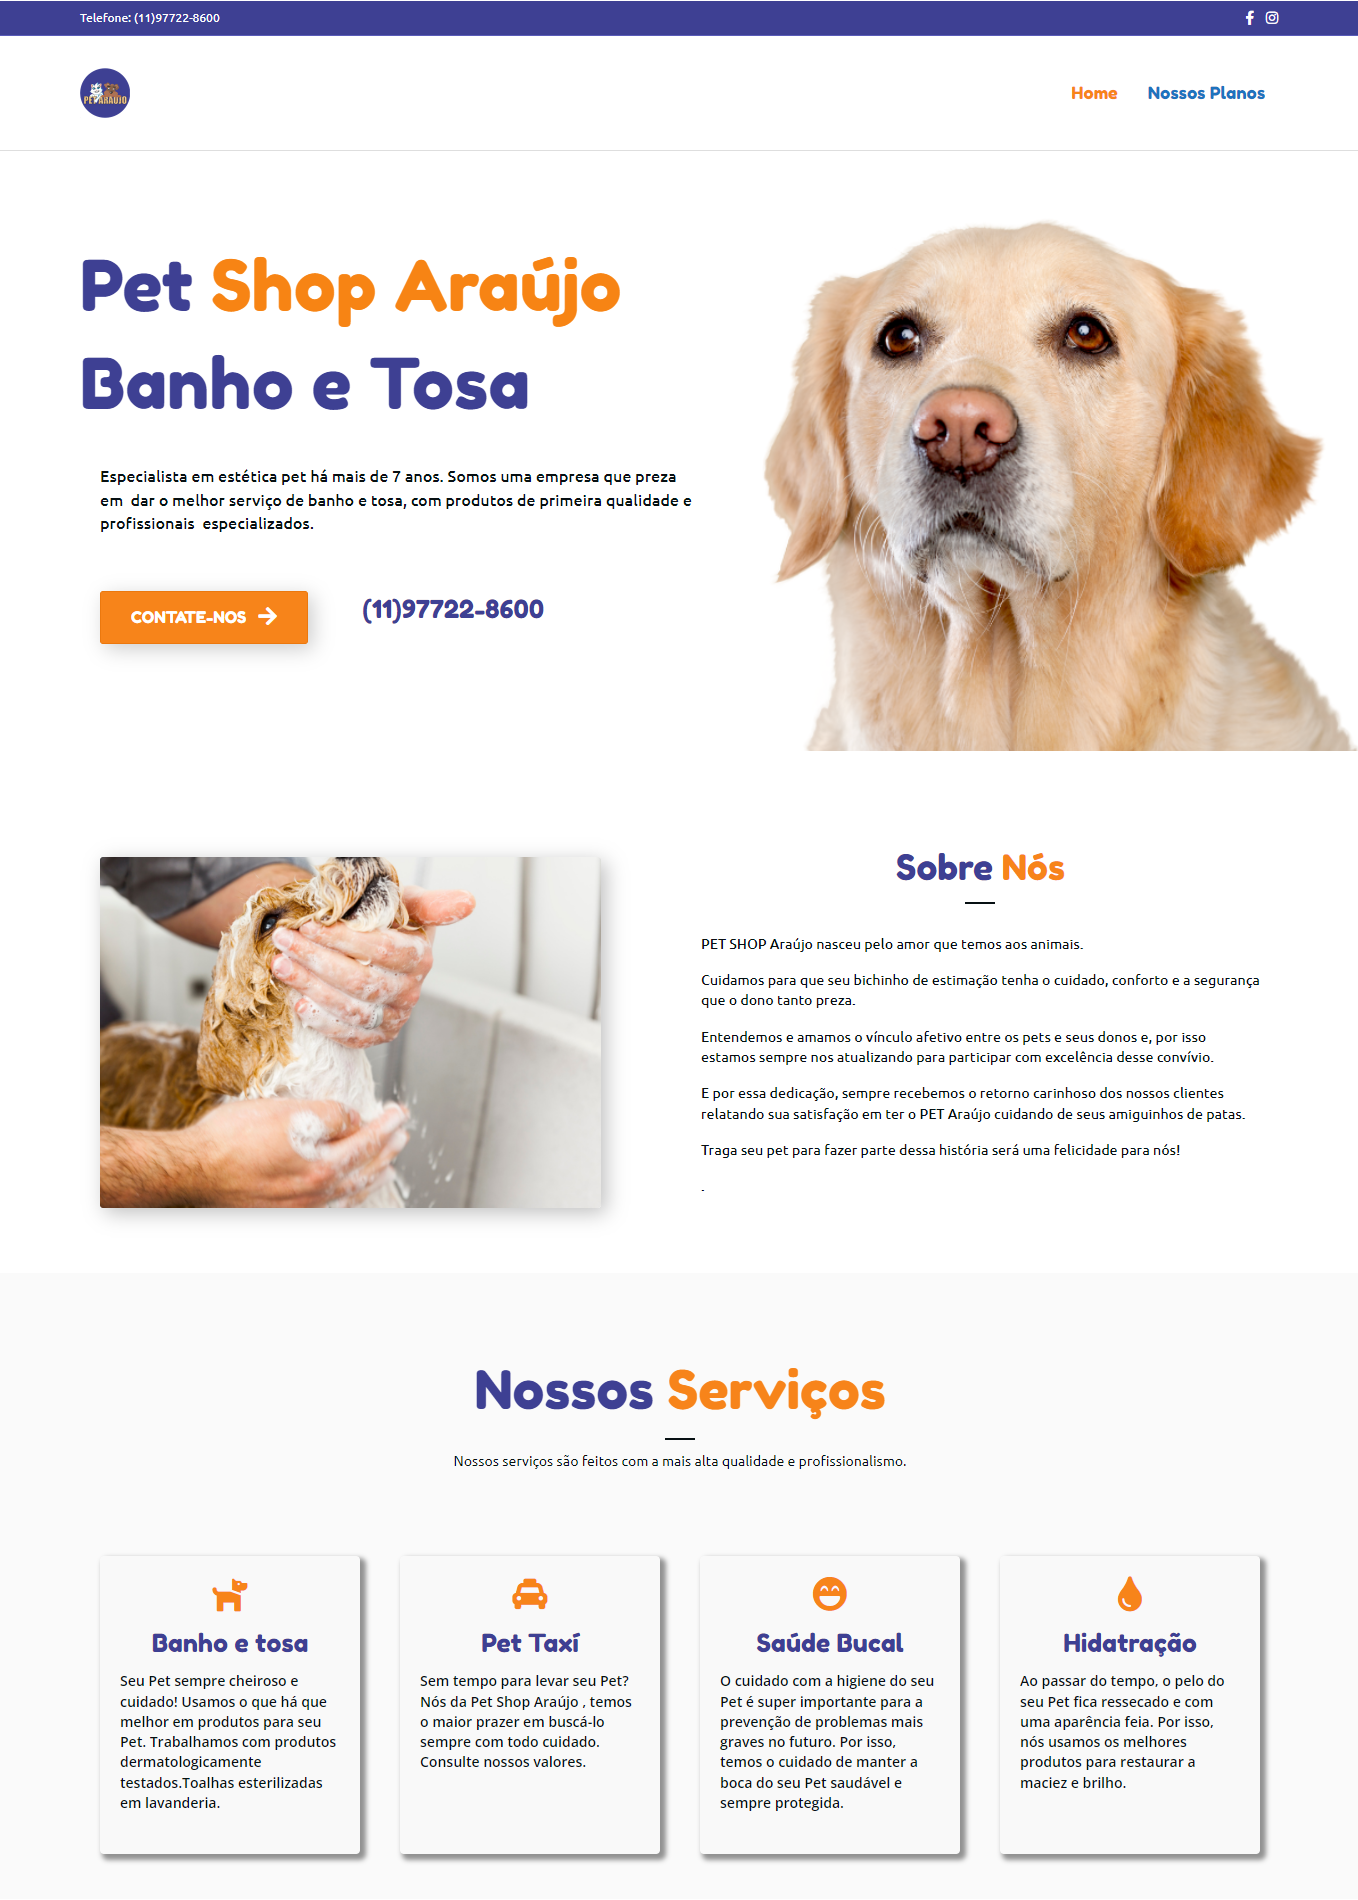 Telefone: (11)97722-8600
PET ARAUJO
Home
Nossos Planos
Pet Shop Araújo
Banho e Tosa
Especialista em estética pet há mais de 7 anos. Somos uma empresa que preza
em dar o melhor serviço de banho e tosa, com produtos de primeira qualidade e
profissionais especializados.
CONTATE-NOS
(11)97722-8600
Sobre Nós
PET SHOP Araújo nasceu pelo amor que temos aos animais.
Cuidamos para que seu bichinho de estimação tenha o cuidado, conforto e a segurança
que o dono tanto preza.
Entendemos e amamos o vínculo afetivo entre os pets e seus donos e, por isso
estamos sempre nos atualizando para participar com excelência desse convívio.
E por essa dedicação, sempre recebemos o retorno carinhoso dos nossos clientes
relatando sua satisfação em ter o PET Araújo cuidando de seus amiguinhos de patas.
Traga seu pet para fazer parte dessa história será uma felicidade para nós!
.
Nossos Serviços
Nossos serviços são feitos com a mais alta qualidade e profissionalismo.
Banho e tosa
Seu Pet sempre cheiroso e
cuidado! Usamos o que há que
melhor em produtos para seu
Pet. Trabalhamos com produtos
dermatologicamente
testados.Toalhas esterilizadas
em lavanderia.
Pet Taxí
Sem tempo para levar seu Pet?
Nós da Pet Shop Araújo , temos
o maior prazer em buscá-lo
sempre com todo cuidado.
Consulte nossos valores.
Saúde Bucal
O cuidado com a higiene do seu
Pet é super importante para a
prevenção de problemas mais
graves no futuro. Por isso,
temos o cuidado de manter a
boca do seu Pet saudável e
sempre protegida.
Hidatração
Ao passar do tempo, o pelo do
seu Pet fica ressecado e com
uma aparência feia. Por isso,
nós usamos os melhores
produtos para restaurar a
maciez e brilho.